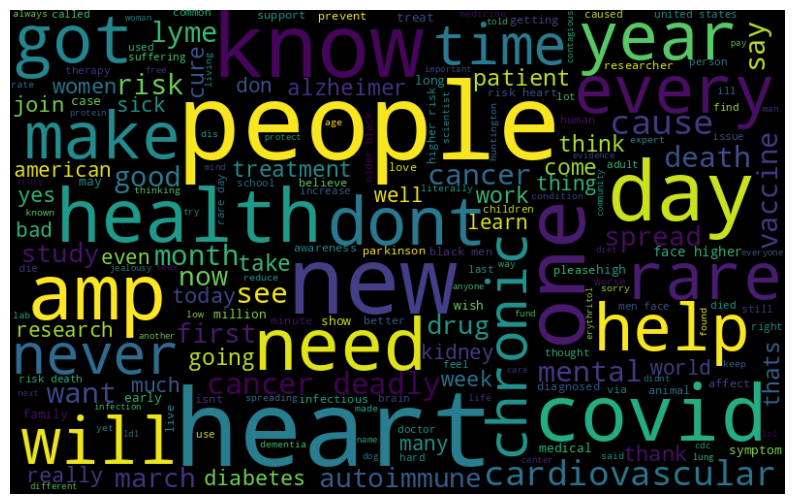 always called common support prevent treat getting united states caused contagious say
woman medicine told
got know time year
suffering used lyme cure
therapy free living important researcher person pay
rate women risk don alzheimer long patient lot risk heart every
join case sick protein human ill find man
make people cause
dis age protect older black higher risk scientist huntington think issue expert evidence
american good treatment mind love cancer come death vaccine
yes may thinking rare day school believe well work thing adult community
bad known try increase literally learn children condition
health dont day
study even month take awareness parkinson black men spread
die jealousy reduce now last way face higher diet everyone
amp new one rare
lab low million today see anyone wish please high worse
research another first minute show better drug chronic sorry men face died still
never going need fund erythritol found help right
risk death want much isnt cancer deadly kidney feel week thought mental world thats
next infection early spreading infectious brain life care diagnosed via animal didnt keep affect
family yet ldl live made doctor many
will heart covid
use dementia name hard medical said cdc lol
really march diabetes dog center lung thank symptom
different autoimmune cardiovascular